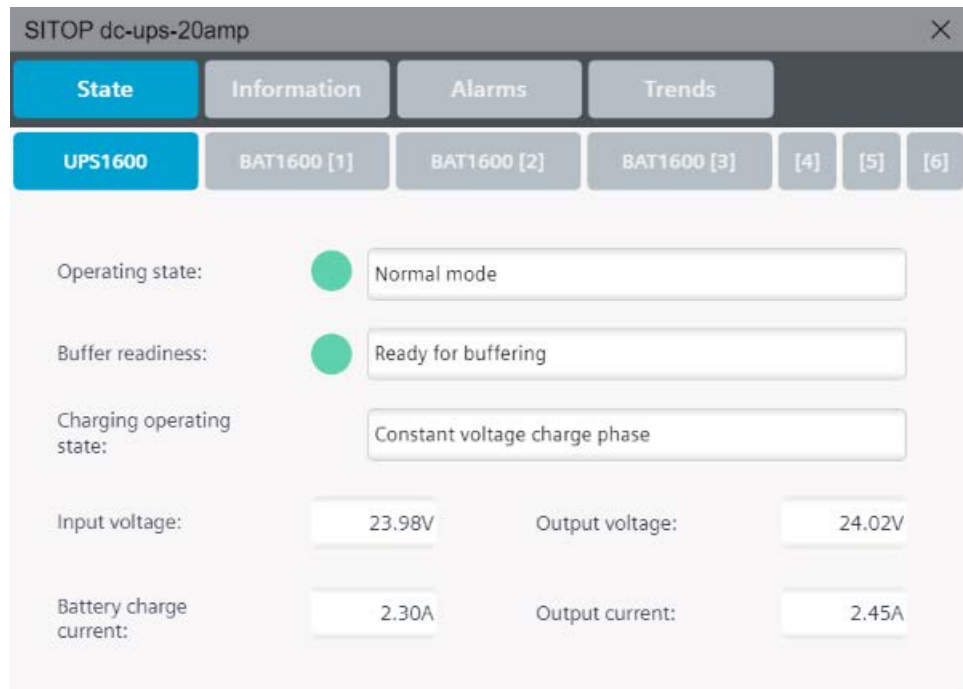 SITOP dc-ups-20amp
State Information Alarms Trends
UPS1600 BAT1600 [1] BAT1600 [2] BAT1600 [3] [4] [5] [6]
Operating state: Normal mode
Buffer readiness: Ready for buffering
Charging operating
state: Constant voltage charge phase
Input voltage: 23.98V Output voltage: 24.02V
Battery charge
current: 2.30A Output current: 2.45A